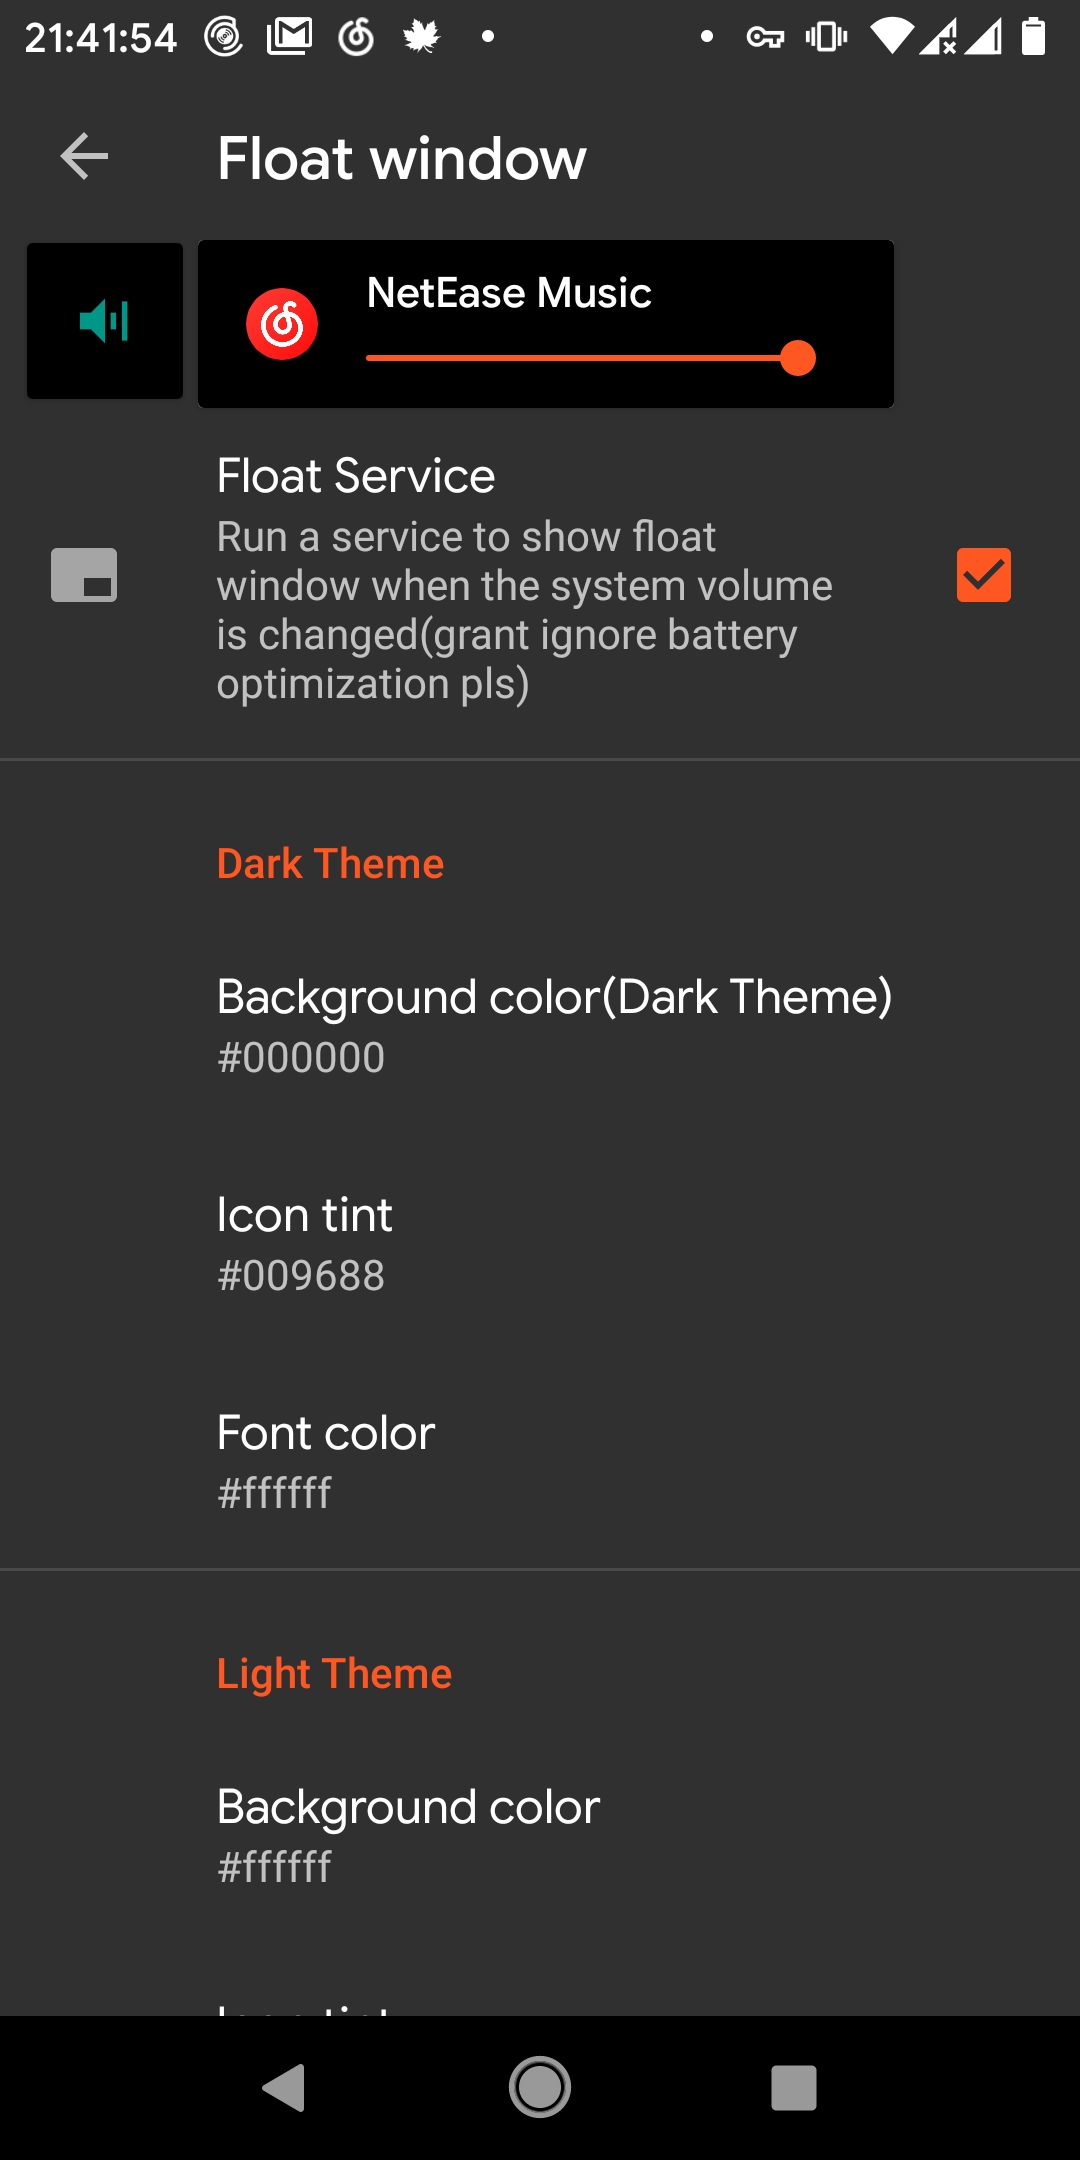 21:41:54
Float window
NetEase Music
Float Service
Run a service to show float
window when the system volume
is changed(grant ignore battery
optimization pls)
Dark Theme
Background color(Dark Theme)
#000000
Icon tint
#009688
Font color
#ffffff
Light Theme
Background color
#ffffff